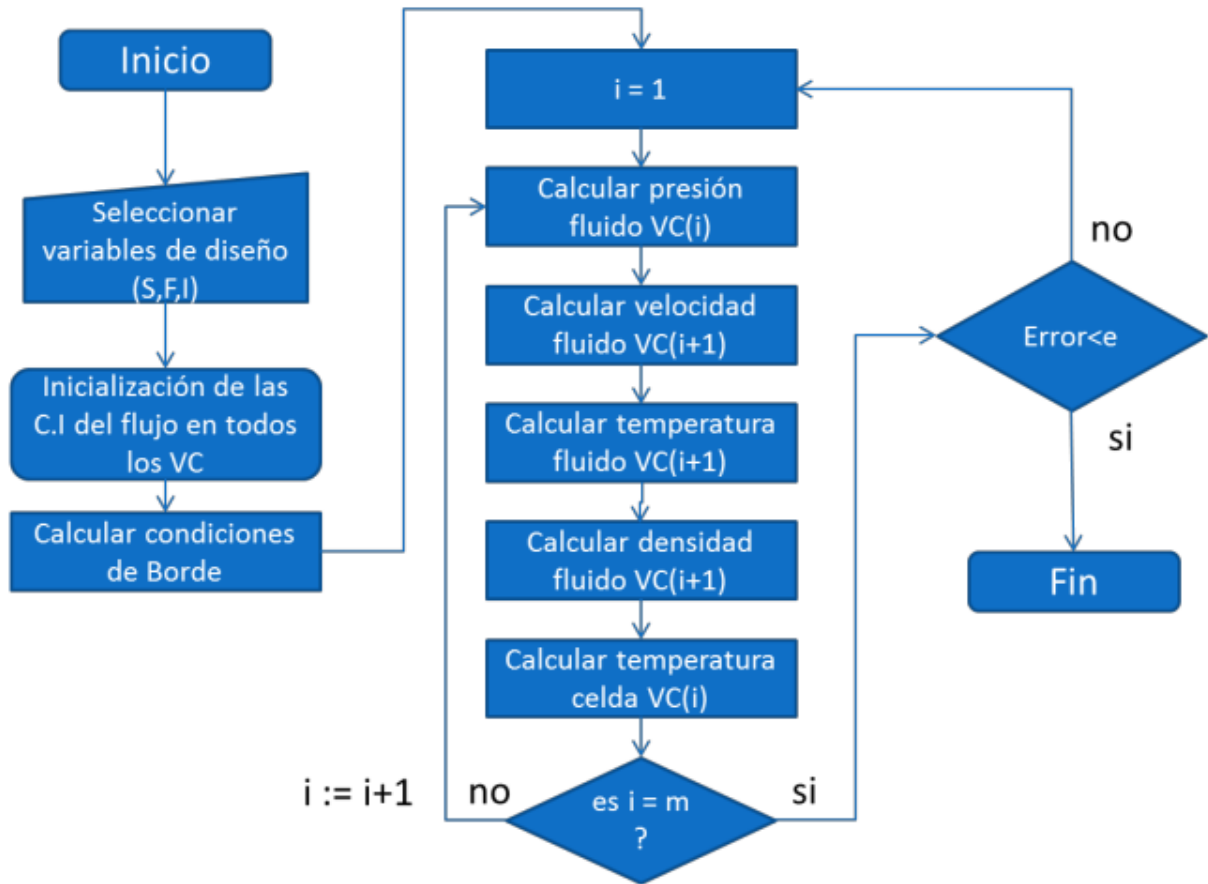 Inicio
Seleccionar
variables de diseño
(S,F,I)
Inicialización de las
C.I del flujo en todos
los VC
Calcular condiciones
de Borde
i = 1
Calcular presión
fluido VC(i)
Calcular velocidad
fluido VC(i+1)
Calcular temperatura
fluido VC(i+1)
Calcular densidad
fluido VC(i+1)
Calcular temperatura
celda VC(i)
es i = m
?
i := i+1
no
si
Error<e
no
si
Fin